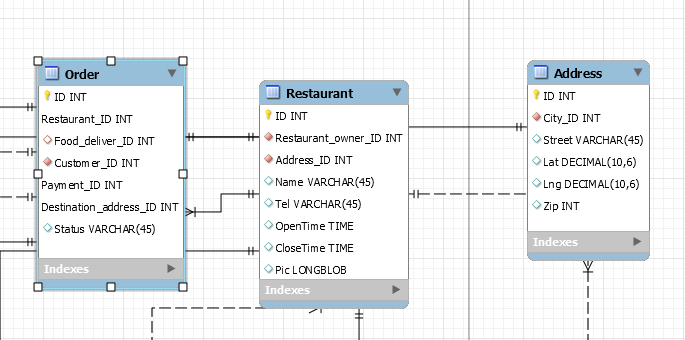 Order
ID INT
Restaurant_ID INT
Food_deliver_ID INT
Customer_ID INT
Payment_ID INT
Destination_address_ID INT
Status VARCHAR(45)
Indexes
Restaurant
ID INT
Restaurant_owner_ID INT
Address_ID INT
Name VARCHAR(45)
Tel VARCHAR(45)
OpenTime TIME
CloseTime TIME
Pic LONGBLOB
Indexes
Address
ID INT
City_ID INT
Street VARCHAR(45)
Lat DECIMAL(10,6)
Lng DECIMAL(10,6)
Zip INT
Indexes